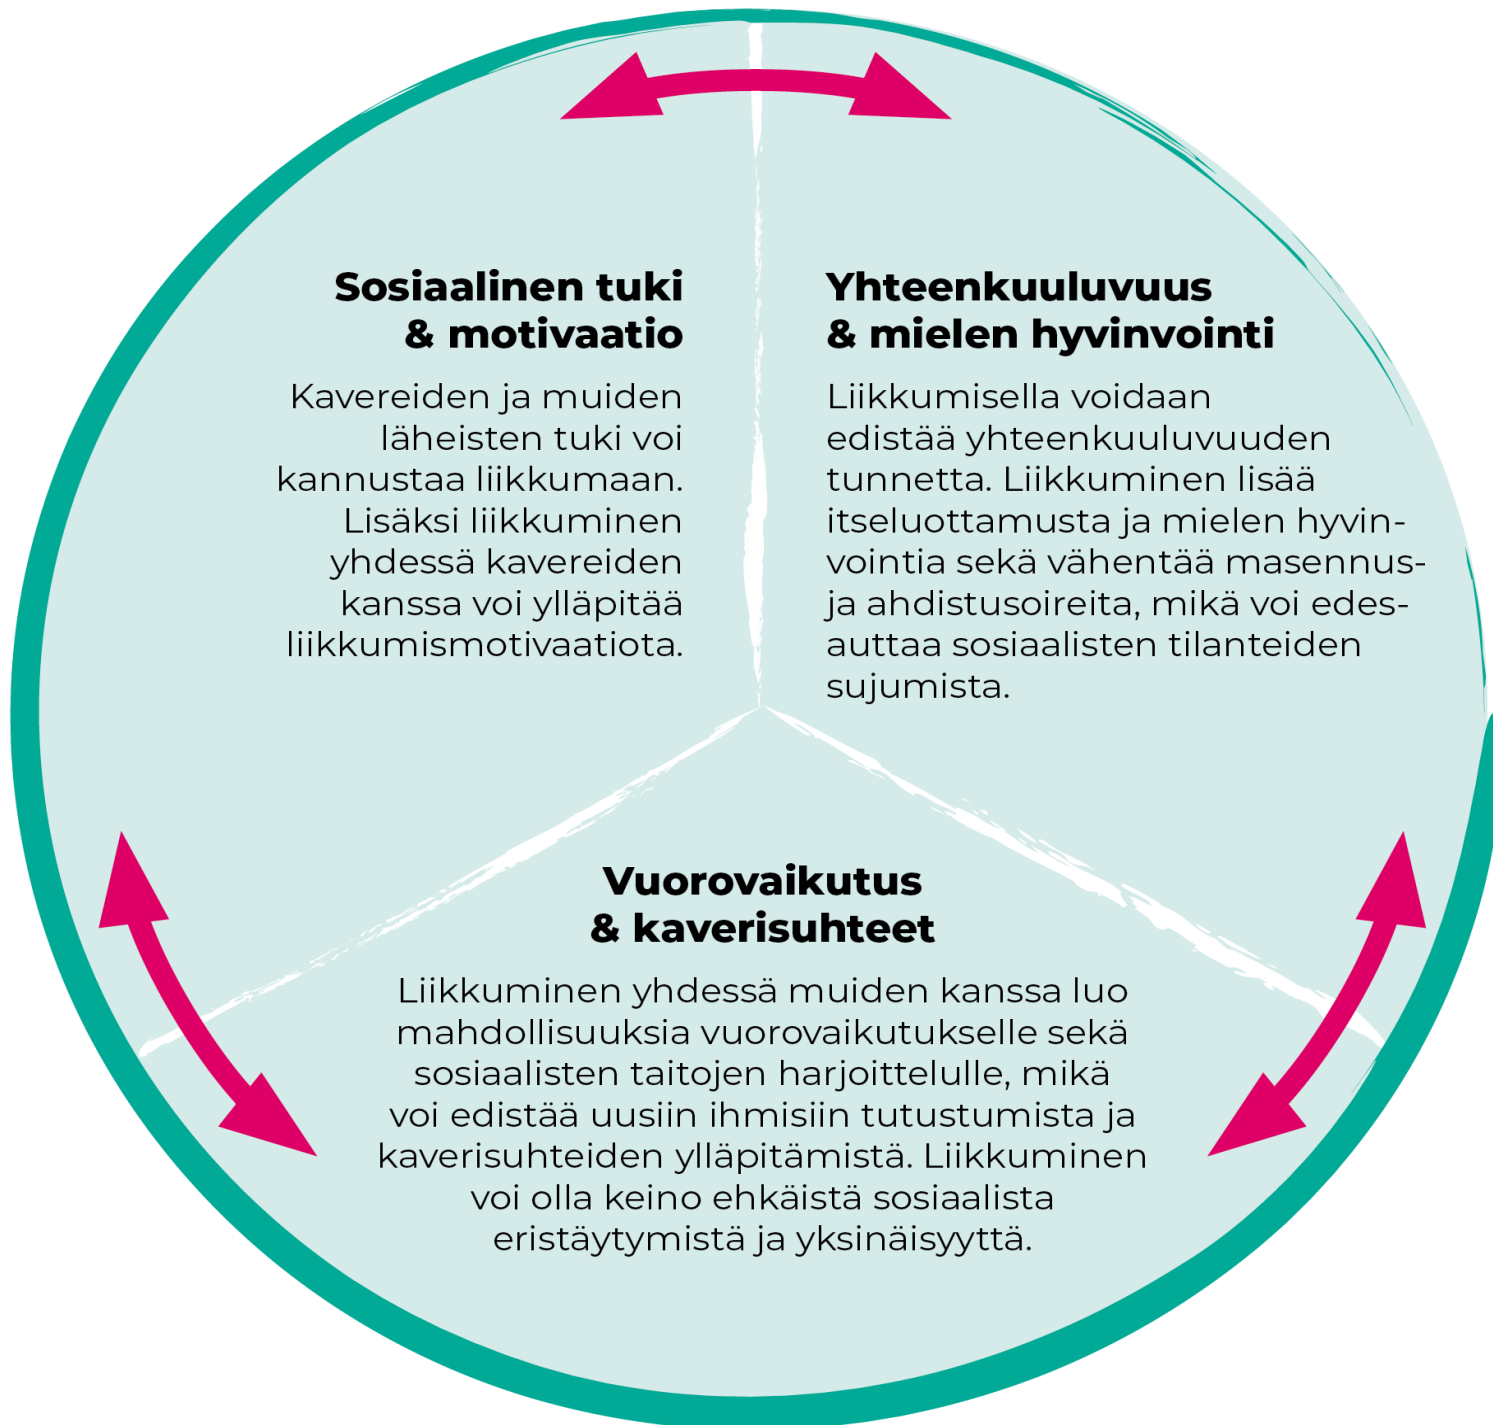 Sosiaalinen tuki
& motivaatio
Kavereiden ja muiden
läheisten tuki voi
kannustaa liikkumaan.
Lisäksi liikkuminen
yhdessä kavereiden
kanssa voi ylläpitää
liikkumismotivaatiota.
Yhteenkuuluvuus
& mielen hyvinvointi
Liikkumisella voidaan
edistää yhteenkuuluvuuden
tunnetta. Liikkuminen lisää
itseluottamusta ja mielen hyvin-
vointia sekä vähentää masennus-
ja ahdistusoireita, mikä voi edes-
auttaa sosiaalisten tilanteiden
sujumista.
Vuorovaikutus
& kaverisuhteet
Liikkuminen yhdessä muiden kanssa luo
mahdollisuuksia vuorovaikutukselle sekä
sosiaalisten taitojen harjoittelulle, mikä
voi edistää uusiin ihmisiin tutustumista ja
kaverisuhteiden ylläpitämistä. Liikkuminen
voi olla keino ehkäistä sosiaalista
eristäytymistä ja yksinäisyyttä.